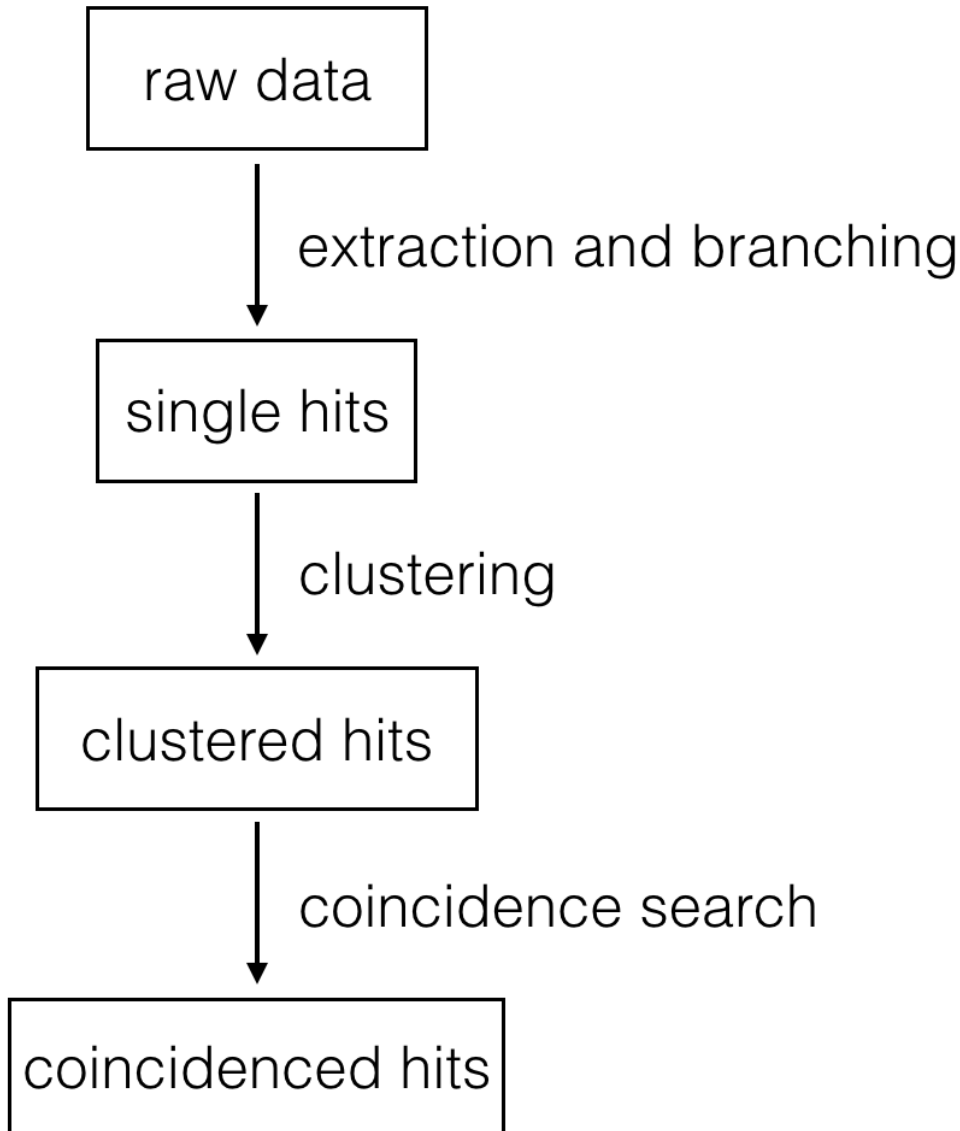 raw data
extraction and branching
single hits
clustering
clustered hits
coincidence search
coincidenced hits